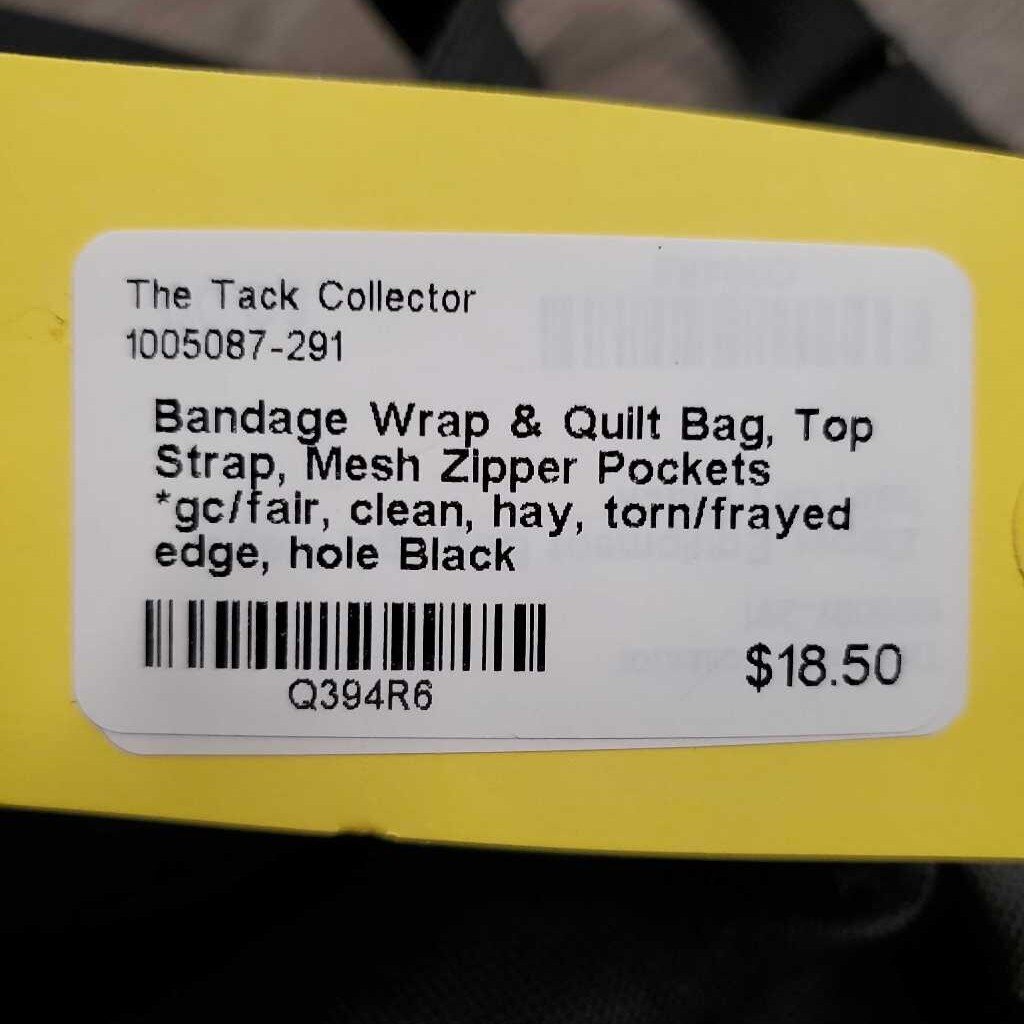 The Tack Collector
1005087-291
Bandage Wrap & Quilt Bag, Top
Strap, Mesh Zipper Pockets
*gc/fair, clean, hay, torn/frayed
edge, hole Black
Q394R6
$18.50